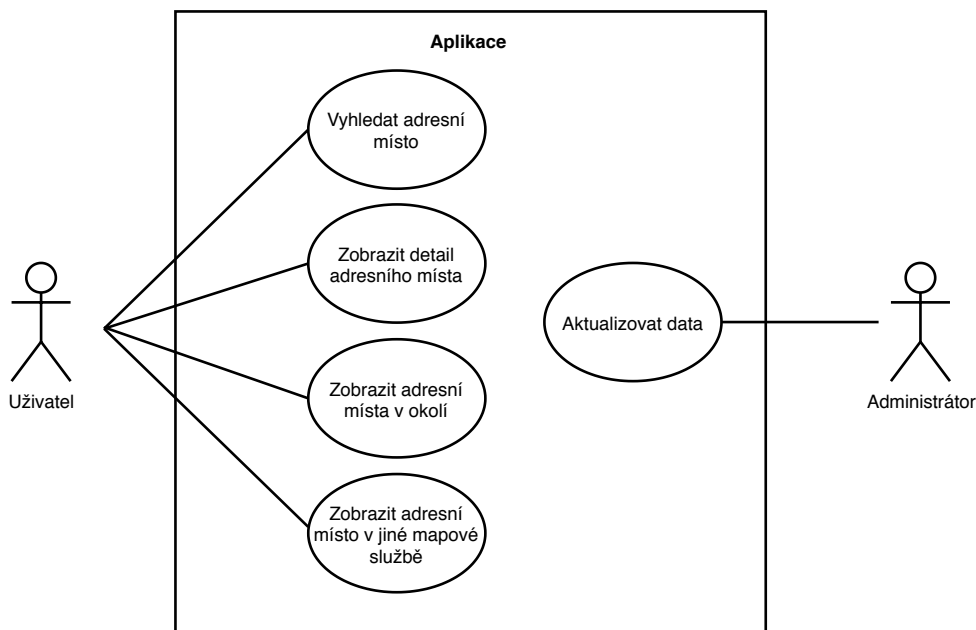 Aplikace
Vyhledat adresní
místo
Zobrazit detail
adresního místa
Aktualizovat data
Zobrazit adresní
místa v okolí
Uživatel
Administrátor
Zobrazit adresní
místo v jiné mapové
službě